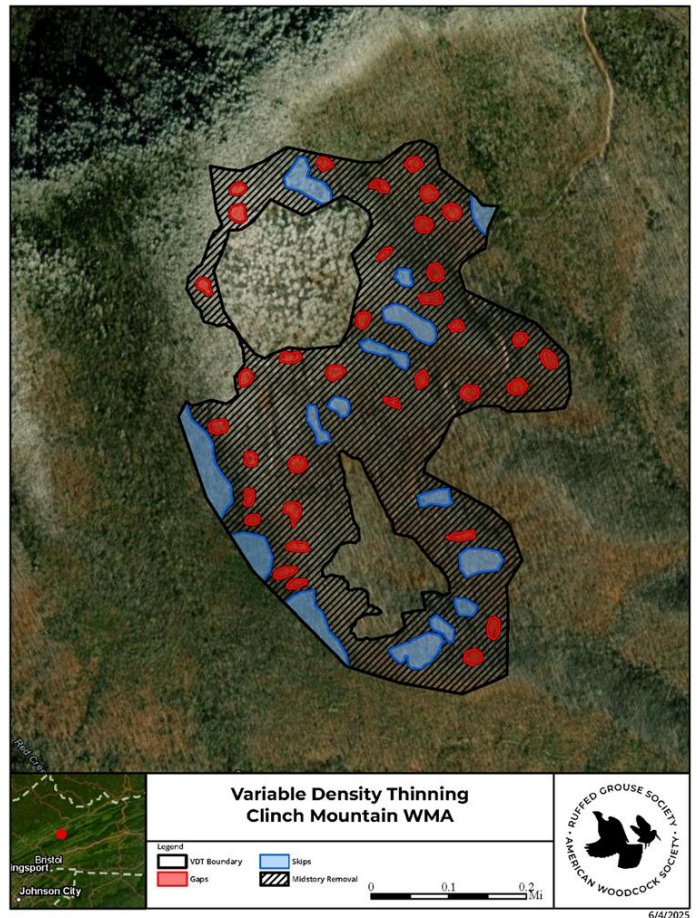 Variable Density Thinning
Clinch Mountain WMA
Legend
VDT Boundary
Skips
Gaps
Midstory Removal
0 0.1 0.2
Mi
Bristol
ingsport
Johnson City
RUFFED GROUSE SOCIETY
AMERICAN WOODCOCK SOCIETY
6/4/2025